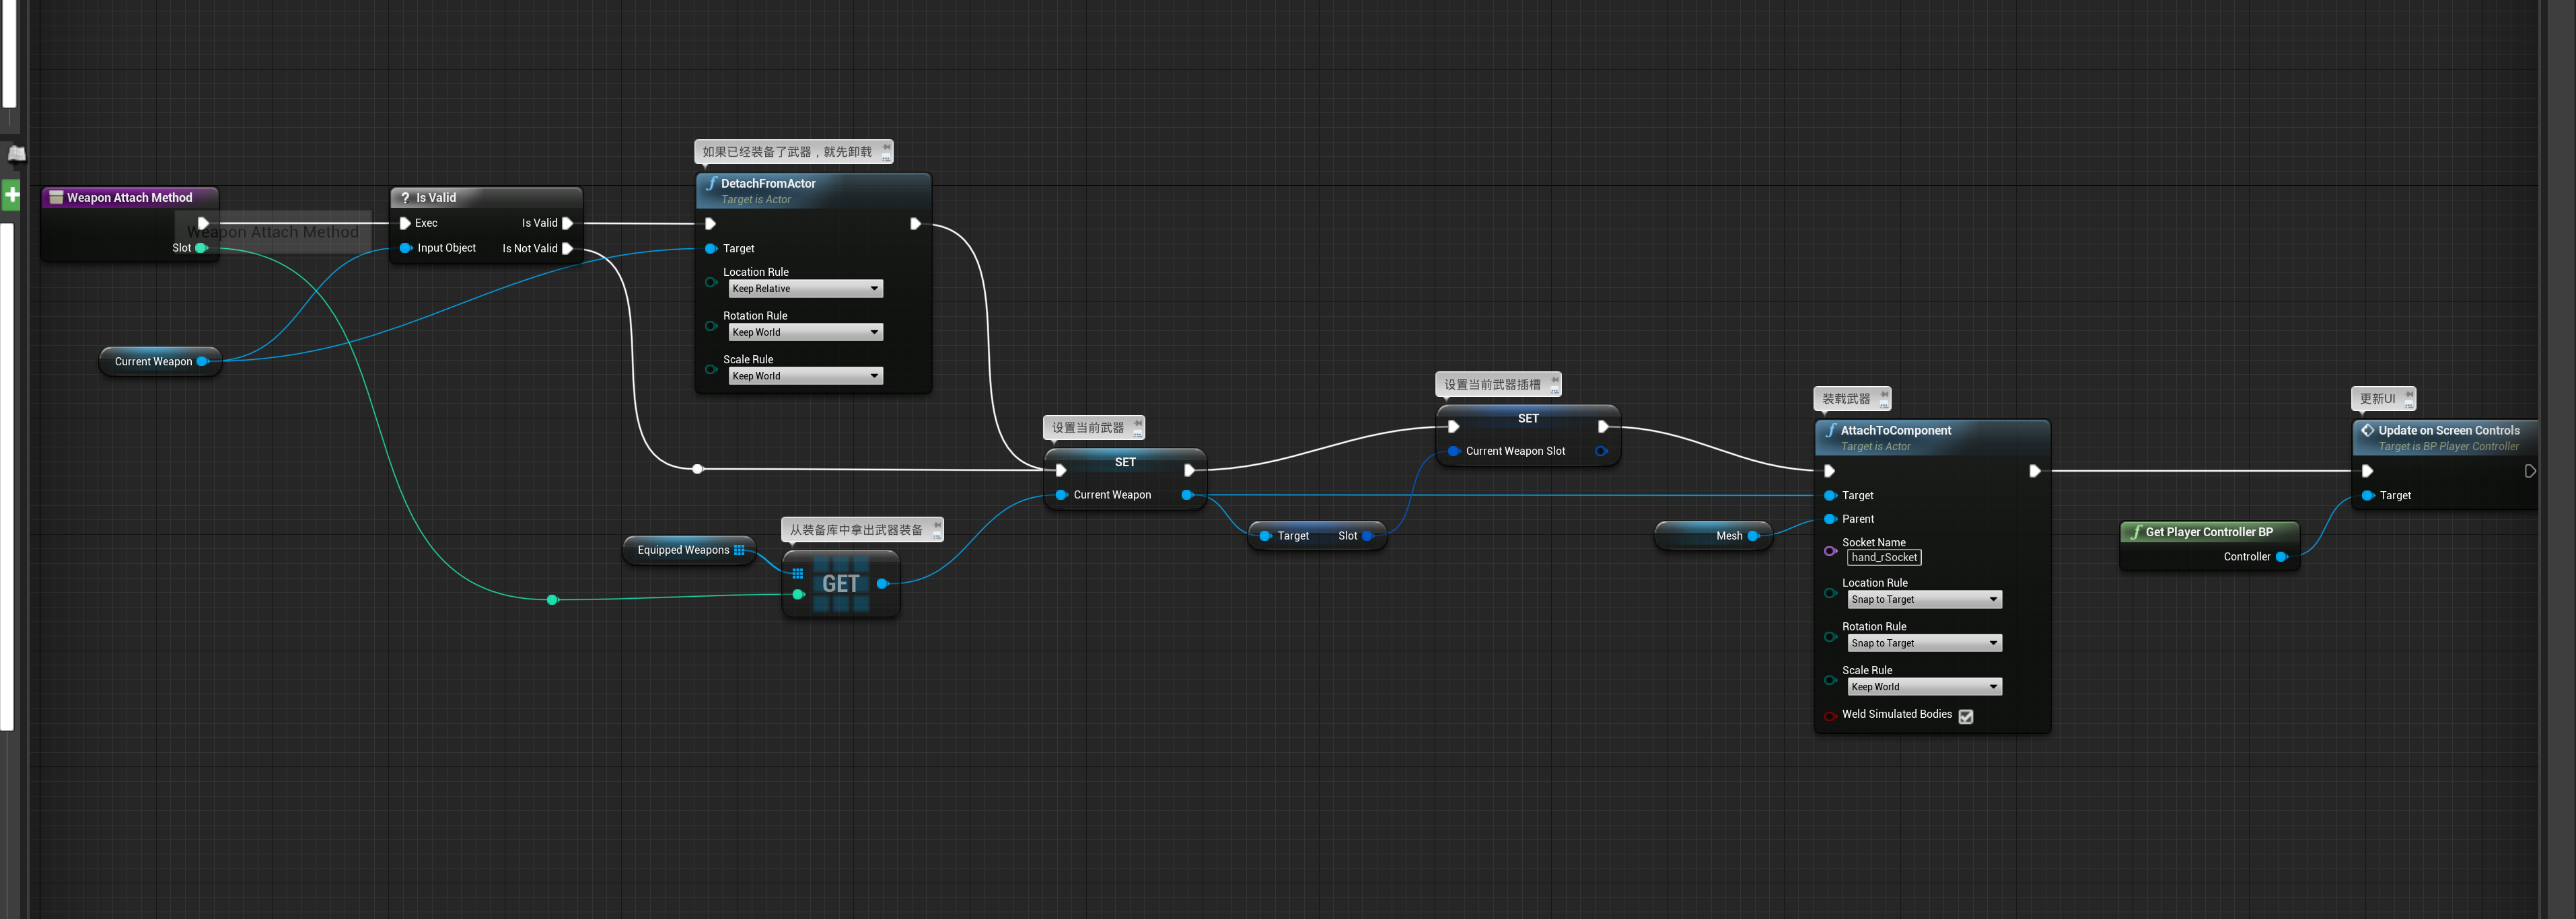 Weapon Attach Method
Slot
Weapon Attach Method
? Is Valid
Exec
Is Valid
Input Object
Is Not Valid
Current Weapon
如果已经装备了武器，就先卸载
f DetachFromActor
Target is Actor
Target
Location Rule
Keep Relative
Rotation Rule
Keep World
Scale Rule
Keep World
设置当前武器
SET
Current Weapon
从装备库中拿出武器装备
Equipped Weapons
GET
Target
Slot
设置当前武器插槽
SET
Current Weapon Slot
Mesh
装载武器
f AttachToComponent
Target is Actor
Target
Parent
Socket Name
hand_rSocket
Location Rule
Snap to Target
Rotation Rule
Snap to Target
Scale Rule
Keep World
Weld Simulated Bodies
f Get Player Controller BP
Controller
更新UI
Update on Screen Controls
Target is BP Player Controller
Target